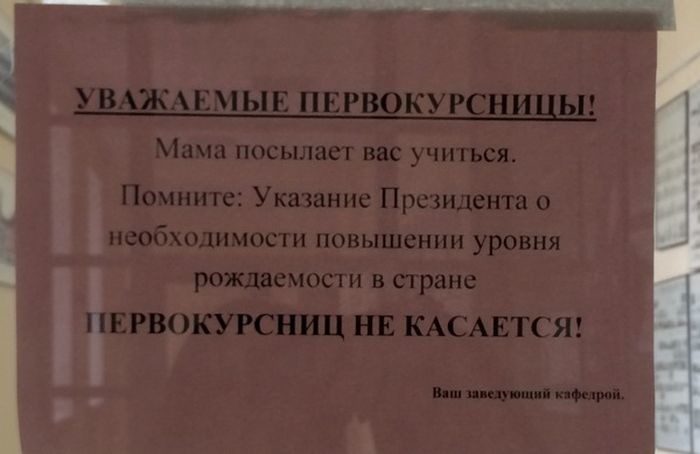 УВАЖАЕМЫЕ ПЕРВОКУРСНИЦЫ!
Мама посылает вас учиться.
Помните: Указание Президента о
необходимости повышении уровня
рождаемости в стране
ПЕРВОКУРСНИЦ НЕ КАСАЕТСЯ!
Ваш заведующий кафедрой.